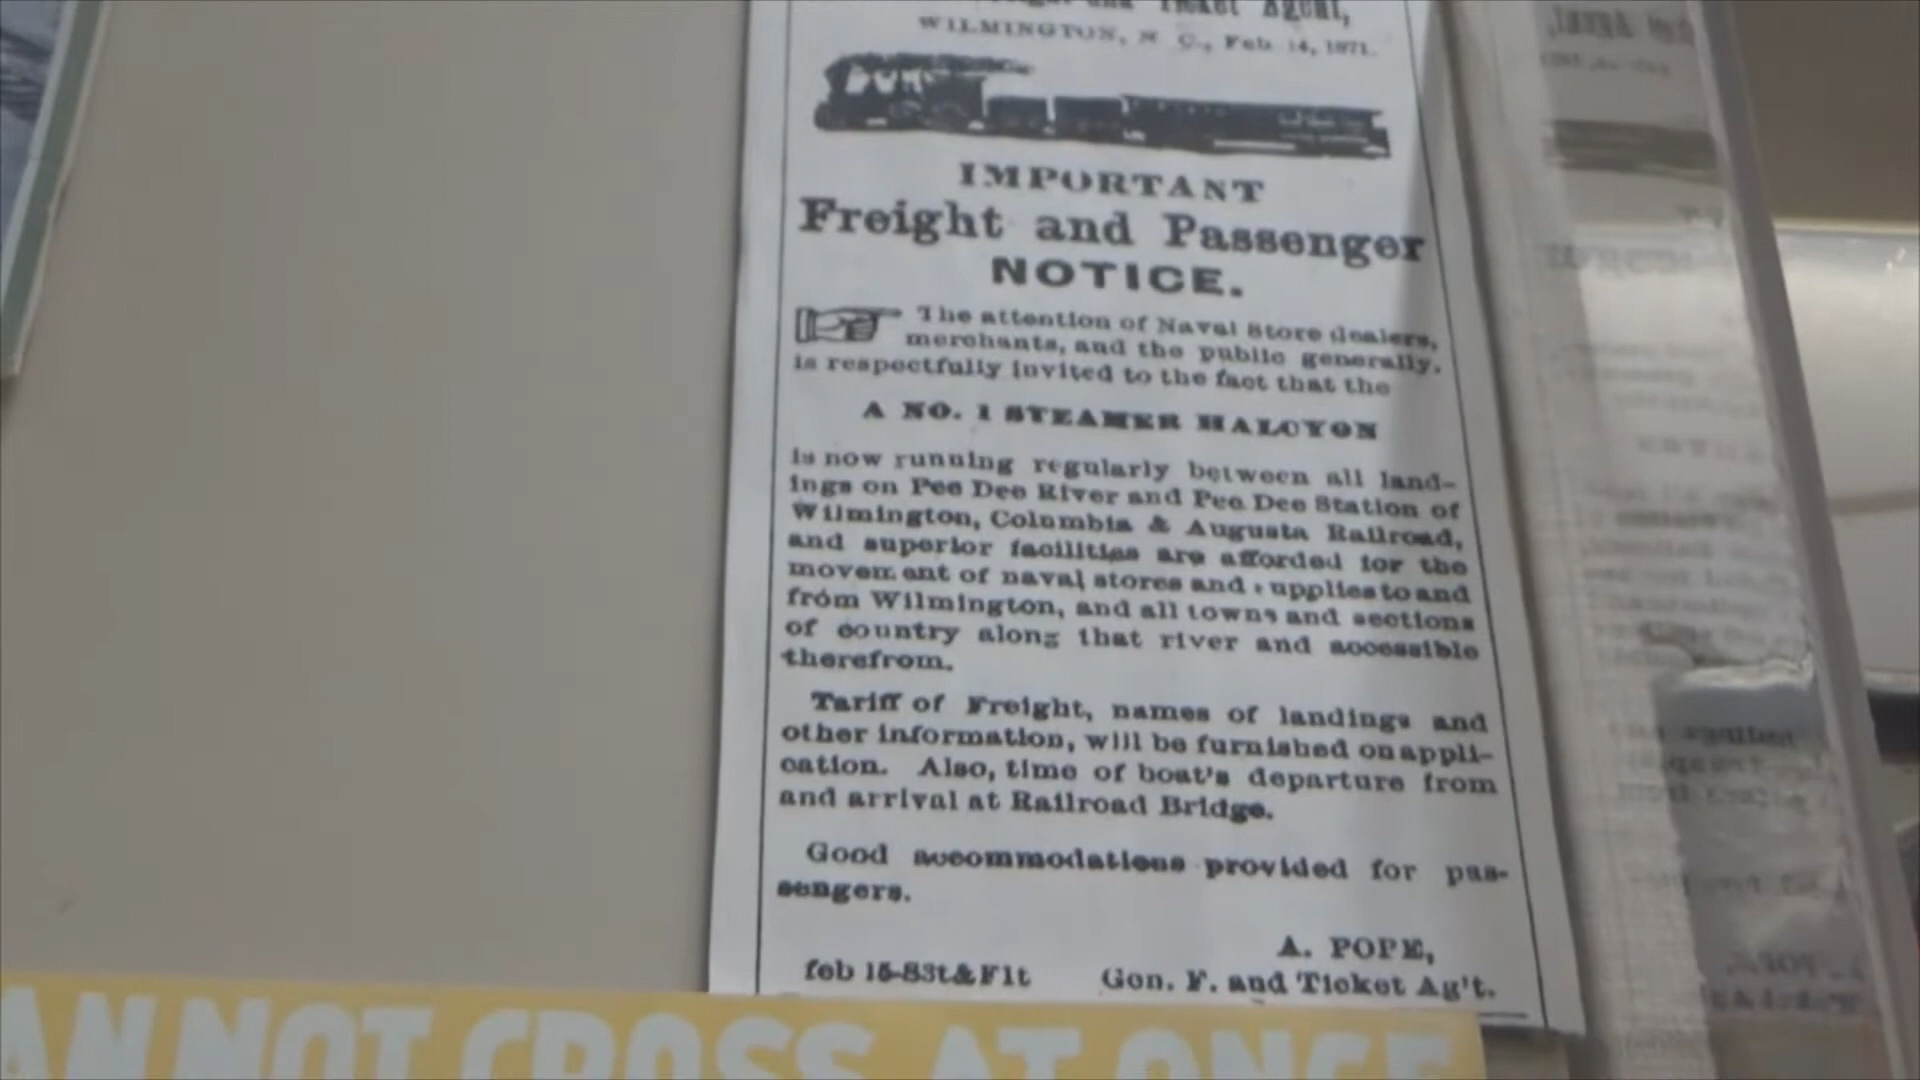 Ticket Agent,
WILMINGTON, N C., Feb 14, 1871.
IMPORTANT
Freight and Passenger
NOTICE.
The attention of Naval Store dealers,
merchants, and the public generally,
is respectfully invited to the fact that the
A NO. 1 STEAMER HALCYON
is now running regularly between all land-
ings on Pee Dee River and Pee Dee Station of
Wilmington, Columbia & Augusta Railroad,
and superior facilities are afforded for the
movement of naval stores and supplies to and
from Wilmington, and all towns and sections
of country along that river and accessible
therefrom.
Tariff of Freight, names of landings and
other information, will be furnished on appli-
cation. Also, time of boat's departure from
and arrival at Railroad Bridge.
Good accommodations provided for pas-
sengers.
A. POPE,
feb 15-83t&F1t Gen. F. and Ticket Ag't.
AN NOT CROSS AT ONCE